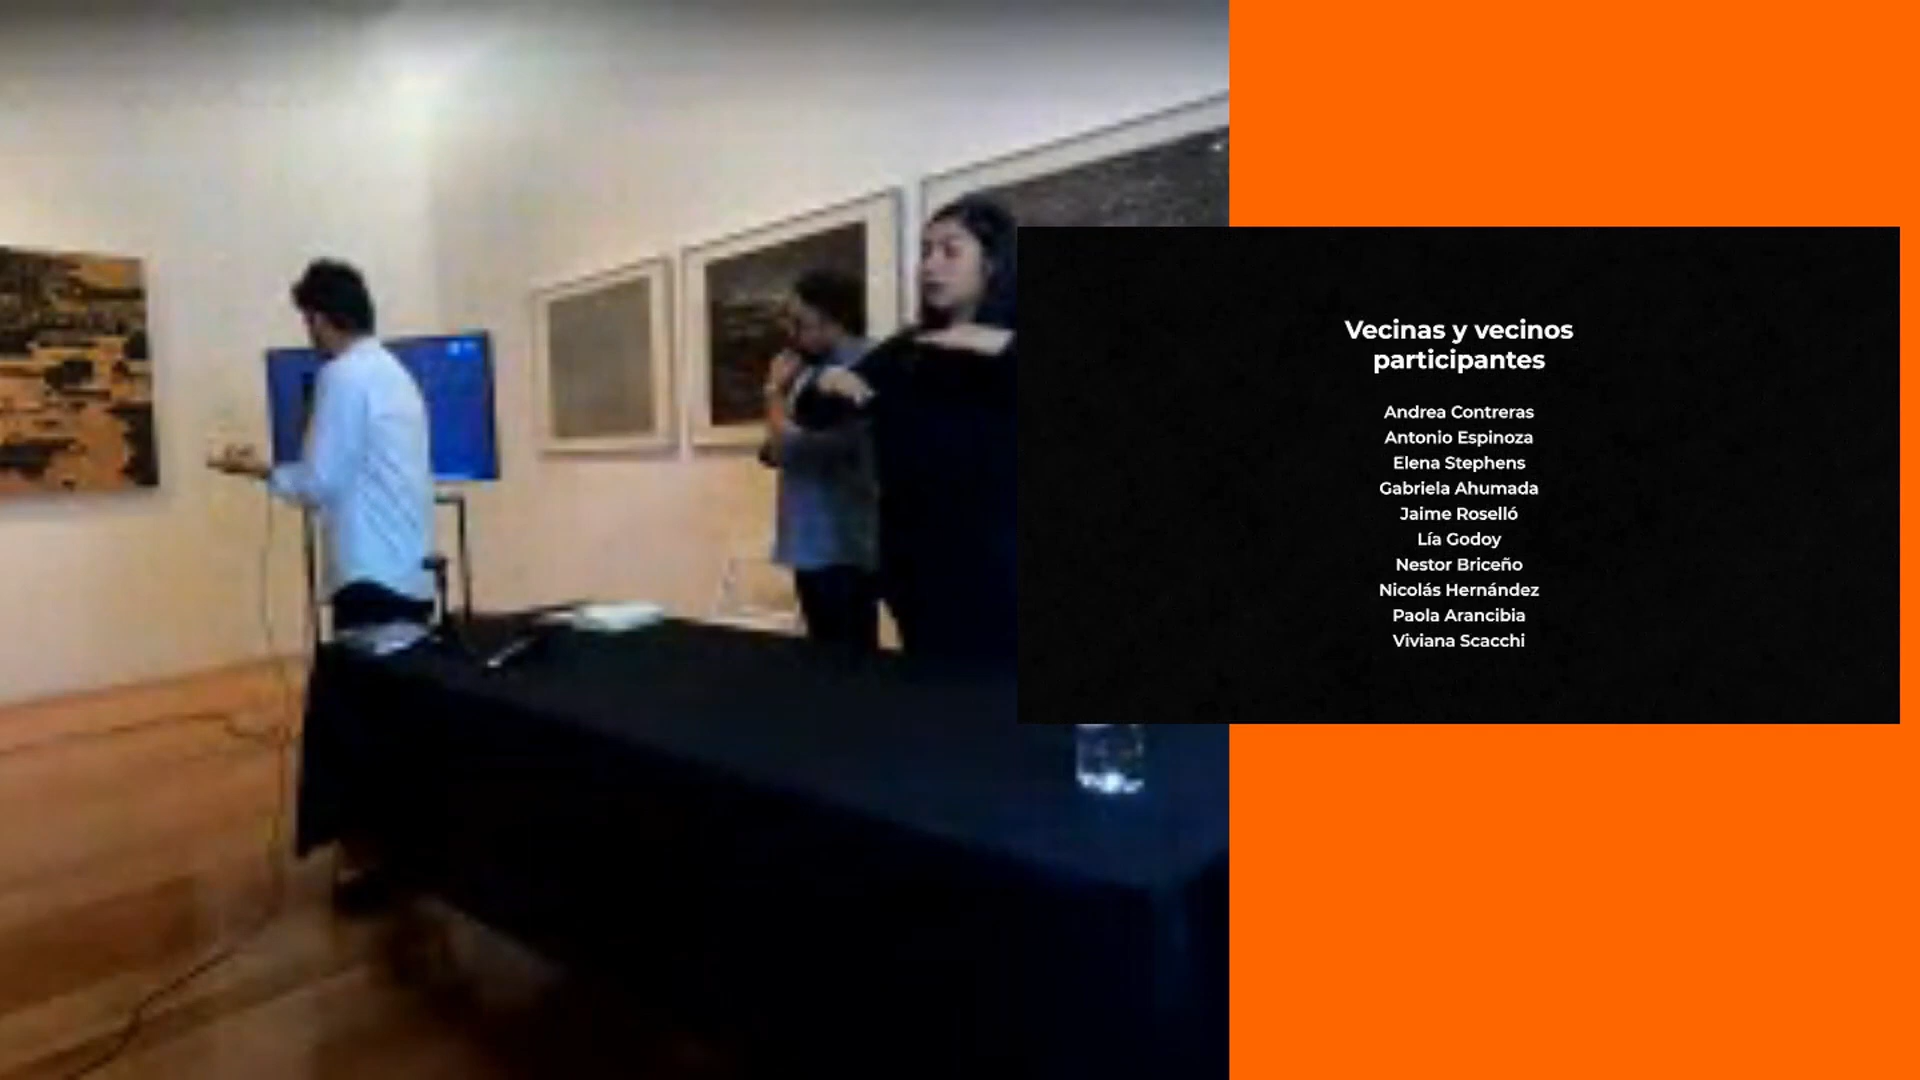 Vecinas y vecinos
participantes
Andrea Contreras
Antonio Espinoza
Elena Stephens
Gabriela Ahumada
Jaime Roselló
Lía Godoy
Nestor Briceño
Nicolás Hernández
Paola Arancibia
Viviana Scacchi